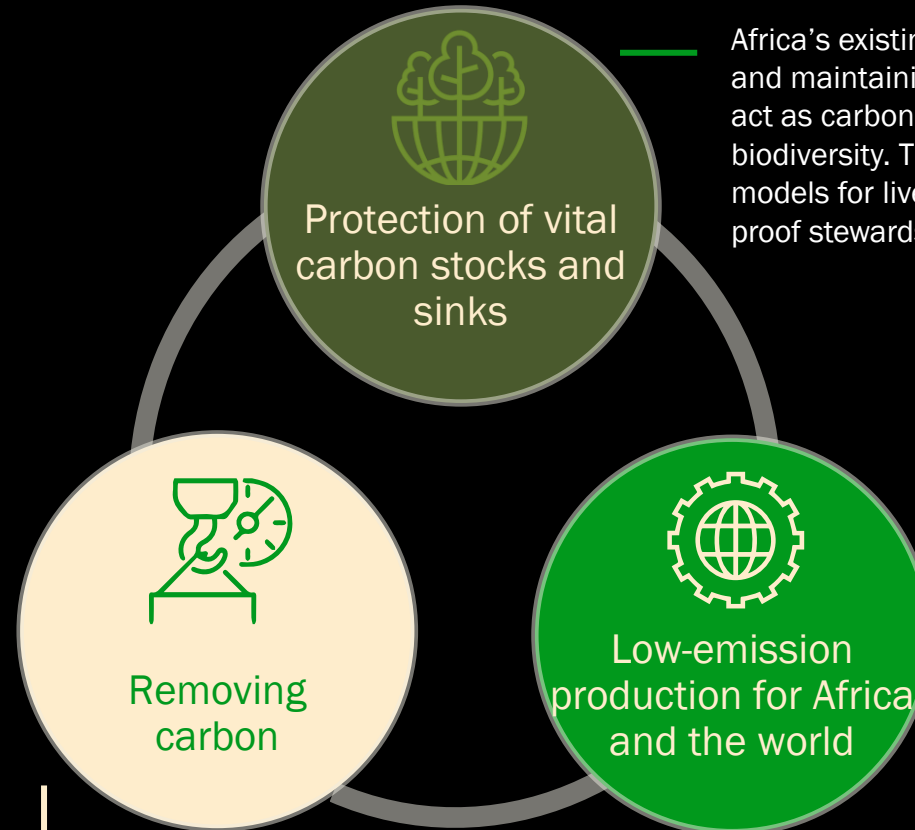 Africa's existin
and maintaini
act as carbon
biodiversity. T
models for live
proof steward
Protection of vital
carbon stocks and
sinks
Removing
carbon
Low-emission
production for Africa
and the world